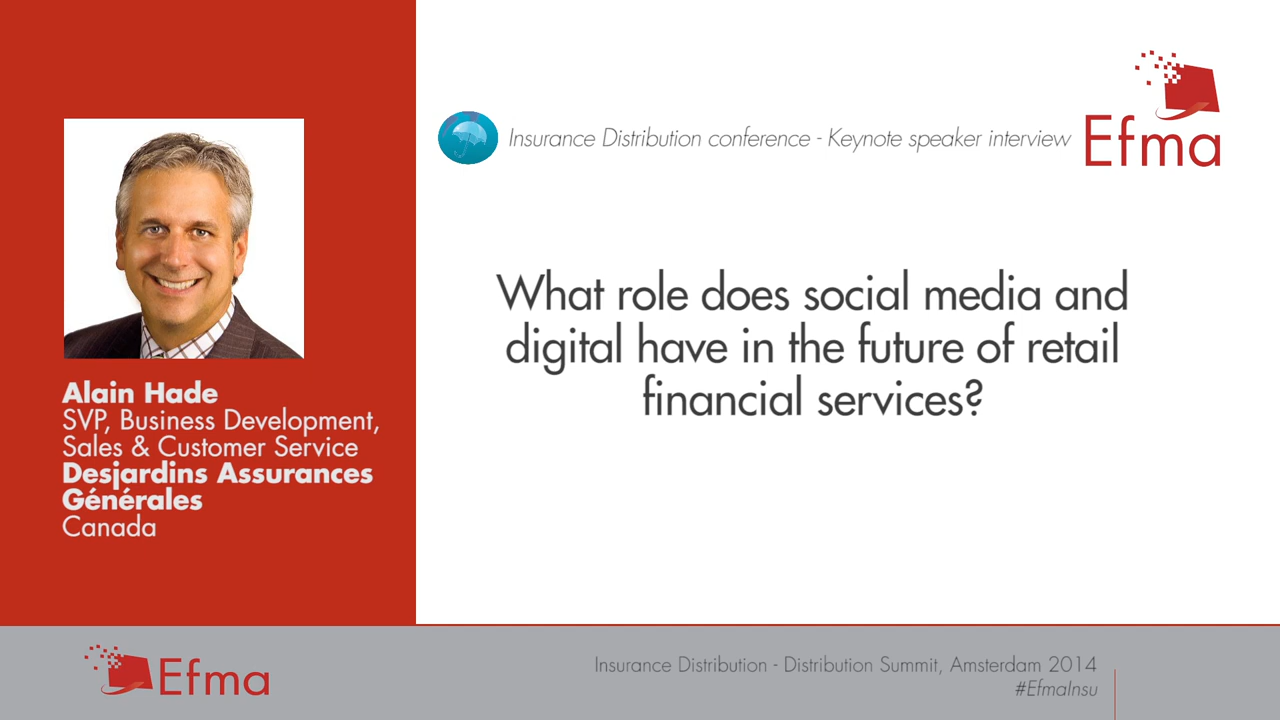 Alain Hade
SVP, Business Development,
Sales & Customer Service
Desjardins Assurances
Générales
Canada
Insurance Distribution conference - Keynote speaker interview
Efma
What role does social media and
digital have in the future of retail
financial services?
Efma
Insurance Distribution - Distribution Summit, Amsterdam 2014
#EfmaInsu